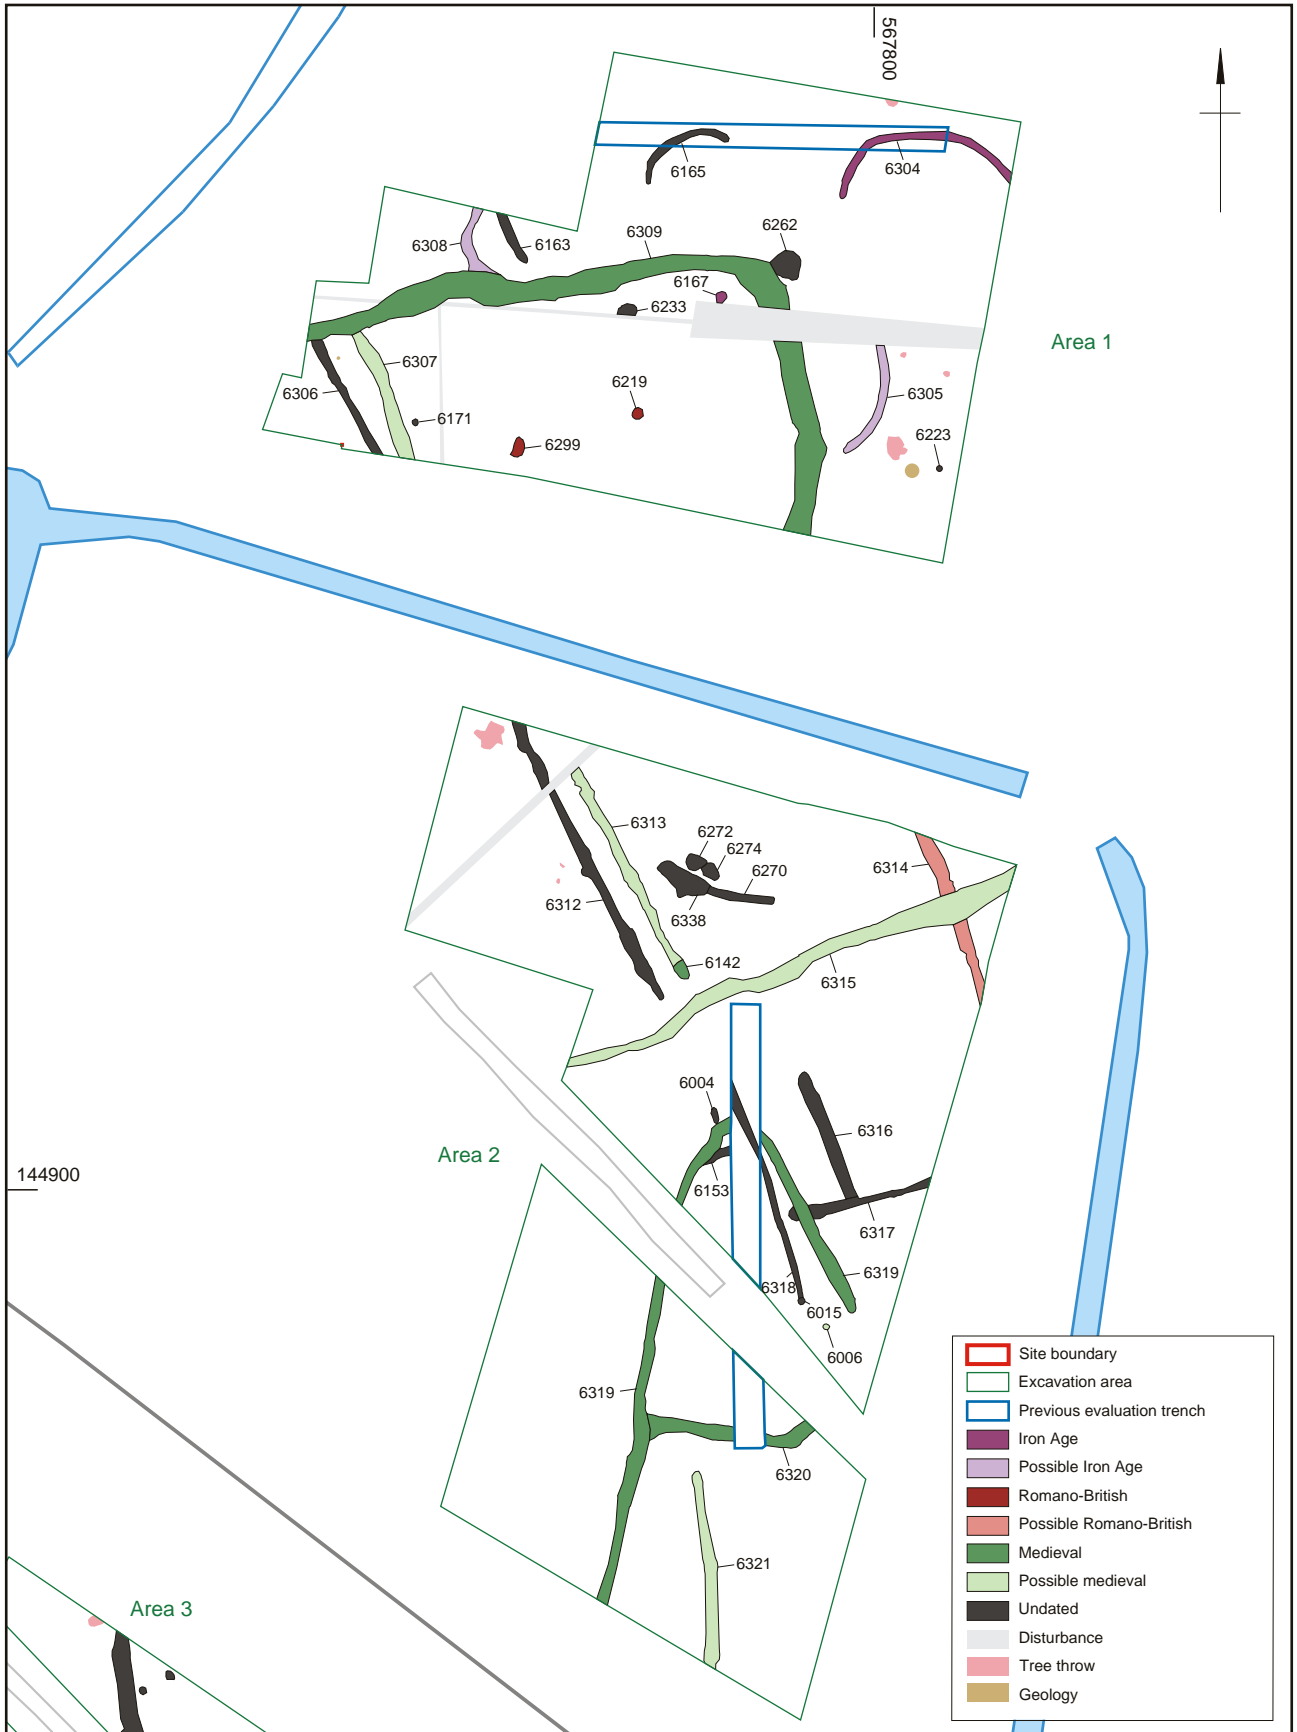 567800
6165
6304
6308
6163
6309
6262
6167
6233
Area 1
6307
6306
6219
6305
6171
6299
6223
6313
6272
6274
6314
6270
6312
6338
6142
6315
6004
6316
Area 2
144900
6153
6317
6319
6318
6015
6006
6319
6320
6321
Area 3
Site boundary
Excavation area
Previous evaluation trench
Iron Age
Possible Iron Age
Romano-British
Possible Romano-British
Medieval
Possible medieval
Undated
Disturbance
Tree throw
Geology